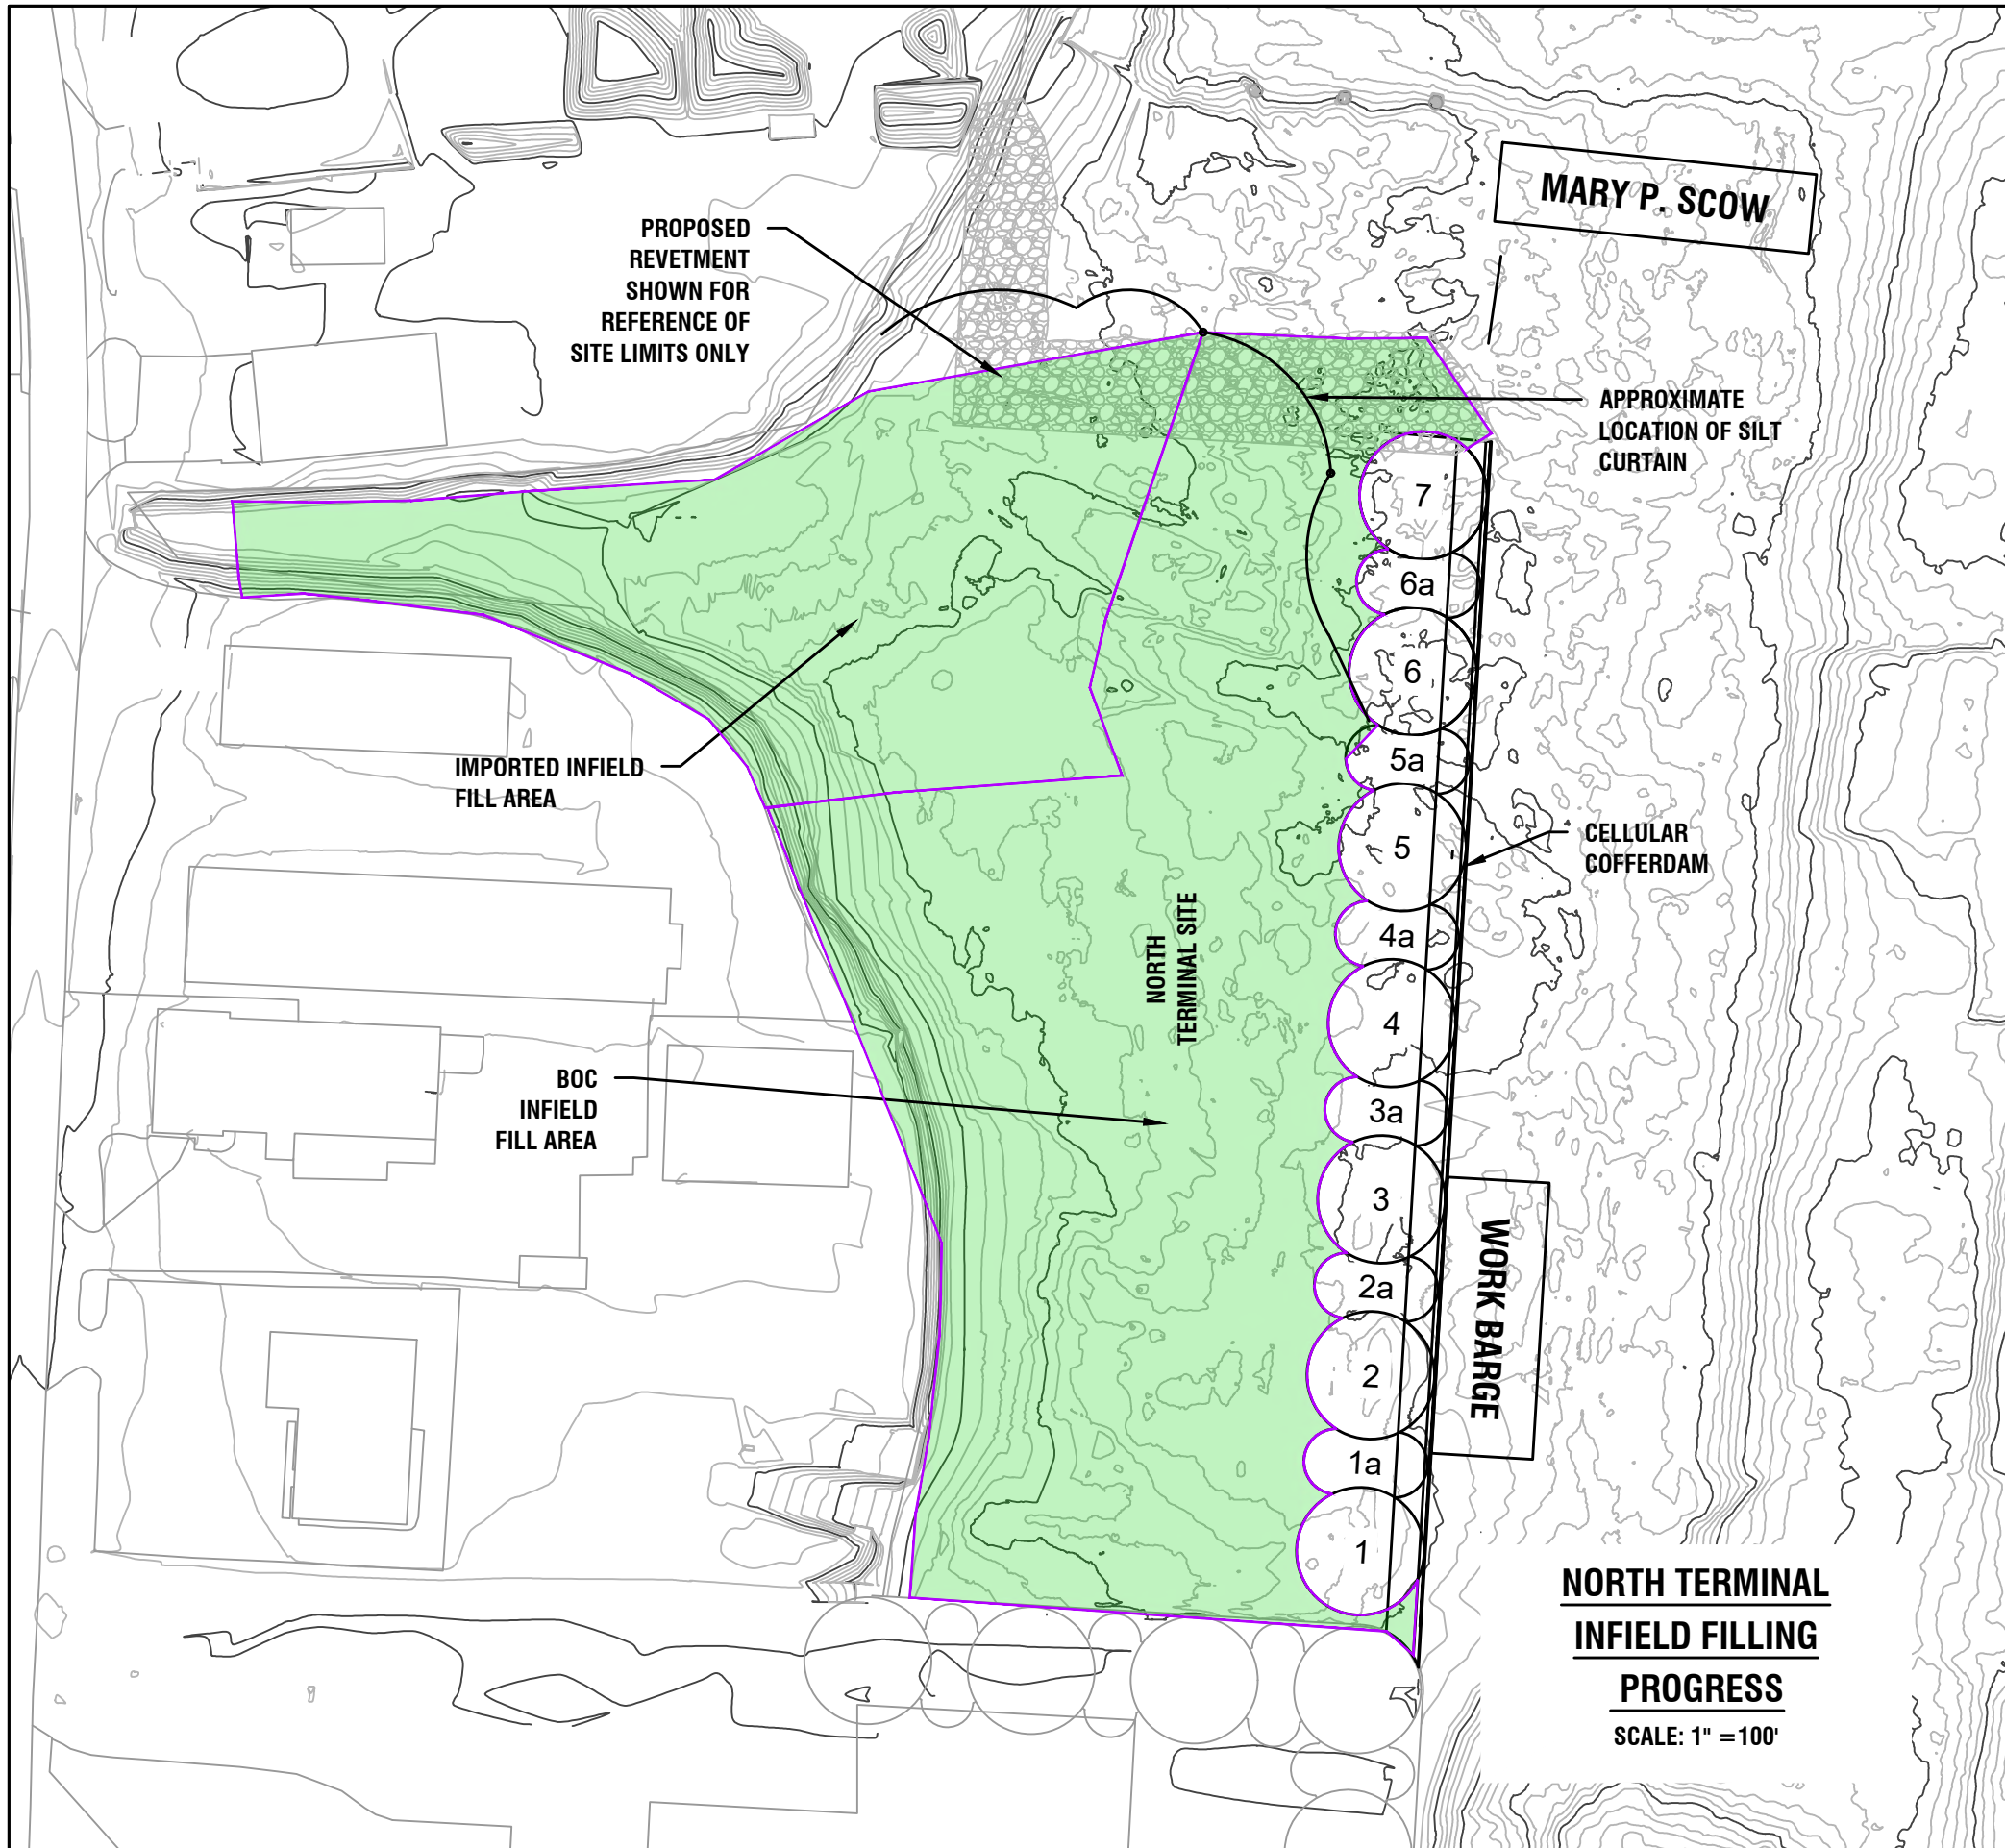 MARY P. SCOW
PROPOSED
REVETMENT
SHOWN FOR
REFERENCE OF
SITE LIMITS ONLY
APPROXIMATE
LOCATION OF SILT
CURTAIN
7
6a
6
5a
IMPORTED INFIELD
FILL AREA
5
CELLULAR
COFFERDAM
4a
NORTH
TERMINAL SITE
4
BOC
INFIELD
FILL AREA
3a
3
2a
WORK BARGE
2
1a
1
NORTH TERMINAL
INFIELD FILLING
PROGRESS
SCALE: 1" =100'